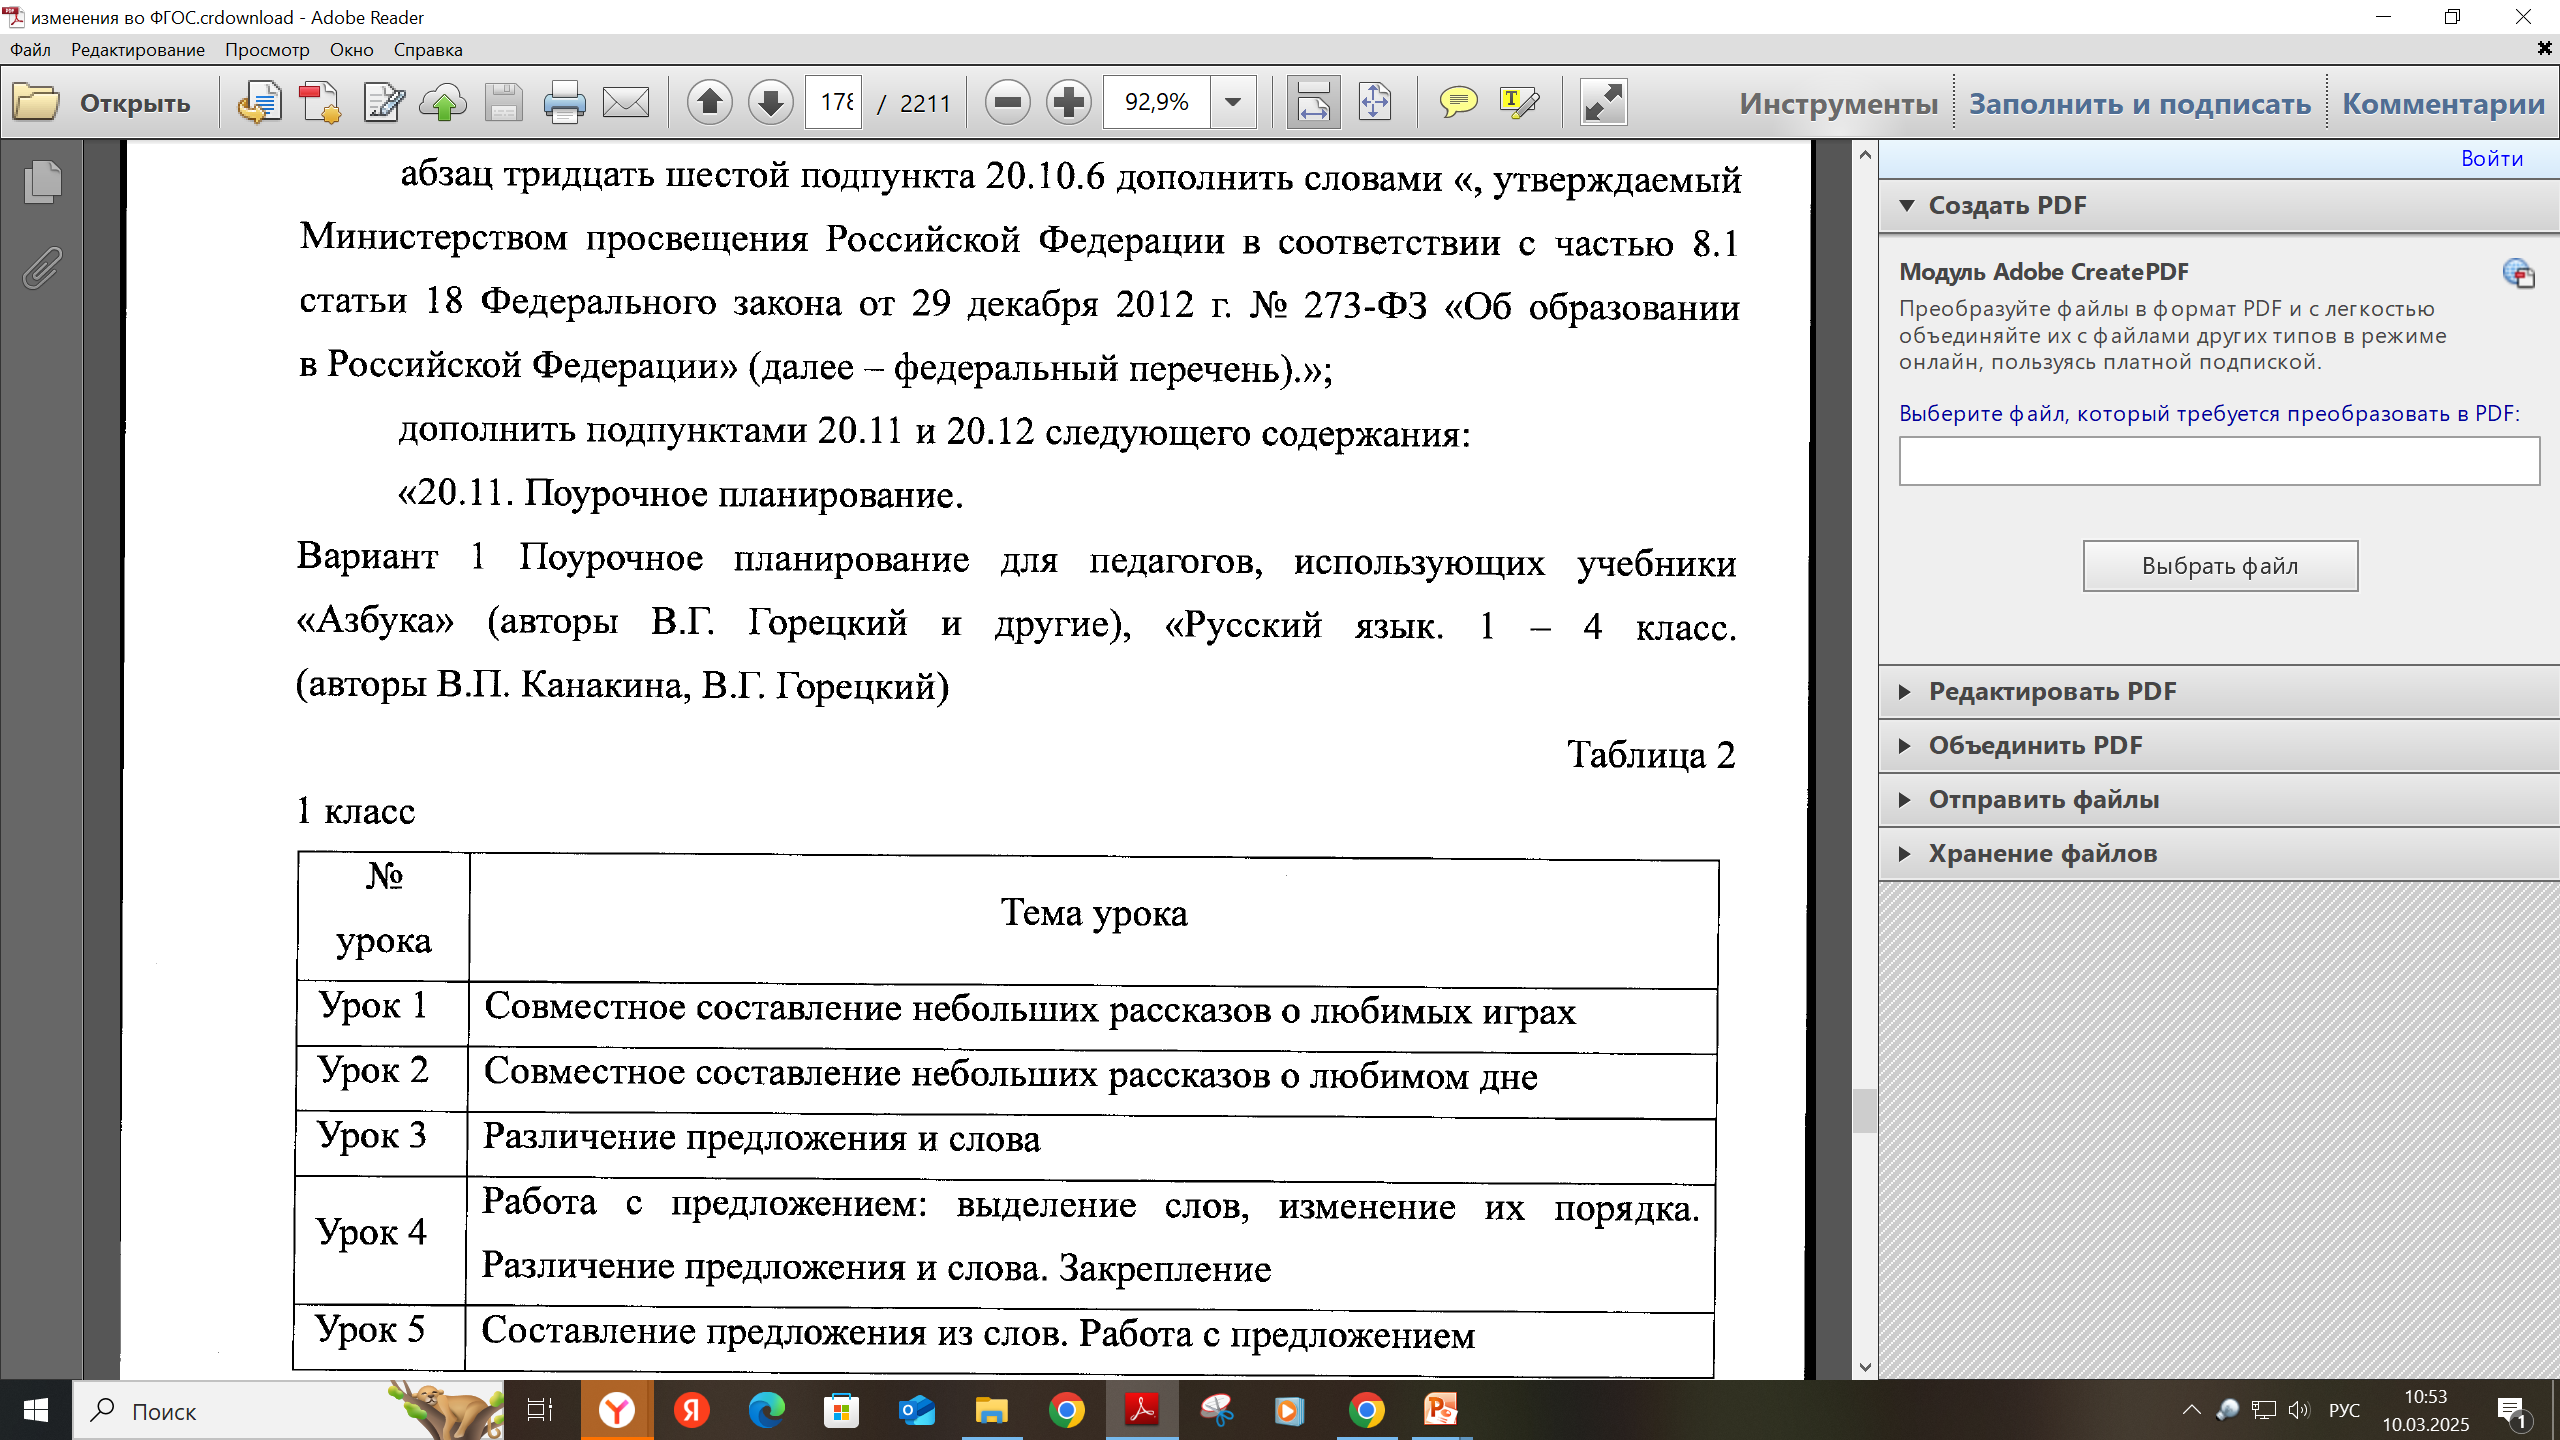 изменения во ФГОС.crdownload - Adobe Reader
Файл Редактирование Просмотр Окно Справка
Открыть 178 / 2211 92,9% Инструменты Заполнить и подписать Комментарии
абзац тридцать шестой подпункта 20.10.6 дополнить словами «, утверждаемый
Министерством просвещения Российской Федерации в соответствии с частью 8.1
статьи 18 Федерального закона от 29 декабря 2012 г. № 273-ФЗ «Об образовании
в Российской Федерации» (далее – федеральный перечень).»;
дополнить подпунктами 20.11 и 20.12 следующего содержания:
«20.11. Поурочное планирование.
Вариант 1 Поурочное планирование для педагогов, использующих учебники
«Азбука» (авторы В.Г. Горецкий и другие), «Русский язык. 1 – 4 класс.
(авторы В.П. Канакина, В.Г. Горецкий)
Таблица 2
1 класс
№
урока
Тема урока
Урок 1 Совместное составление небольших рассказов о любимых играх
Урок 2 Совместное составление небольших рассказов о любимом дне
Урок 3 Различение предложения и слова
Урок 4 Работа с предложением: выделение слов, изменение их порядка.
Различение предложения и слова. Закрепление
Урок 5 Составление предложения из слов. Работа с предложением
Войти
Создать PDF
Модуль Adobe CreatePDF
Преобразуйте файлы в формат PDF и с легкостью
объединяйте их с файлами других типов в режиме
онлайн, пользуясь платной подпиской.
Выберите файл, который требуется преобразовать в PDF:
Выбрать файл
Редактировать PDF
Объединить PDF
Отправить файлы
Хранение файлов
Поиск
РУС
10:53
10.03.2025
1